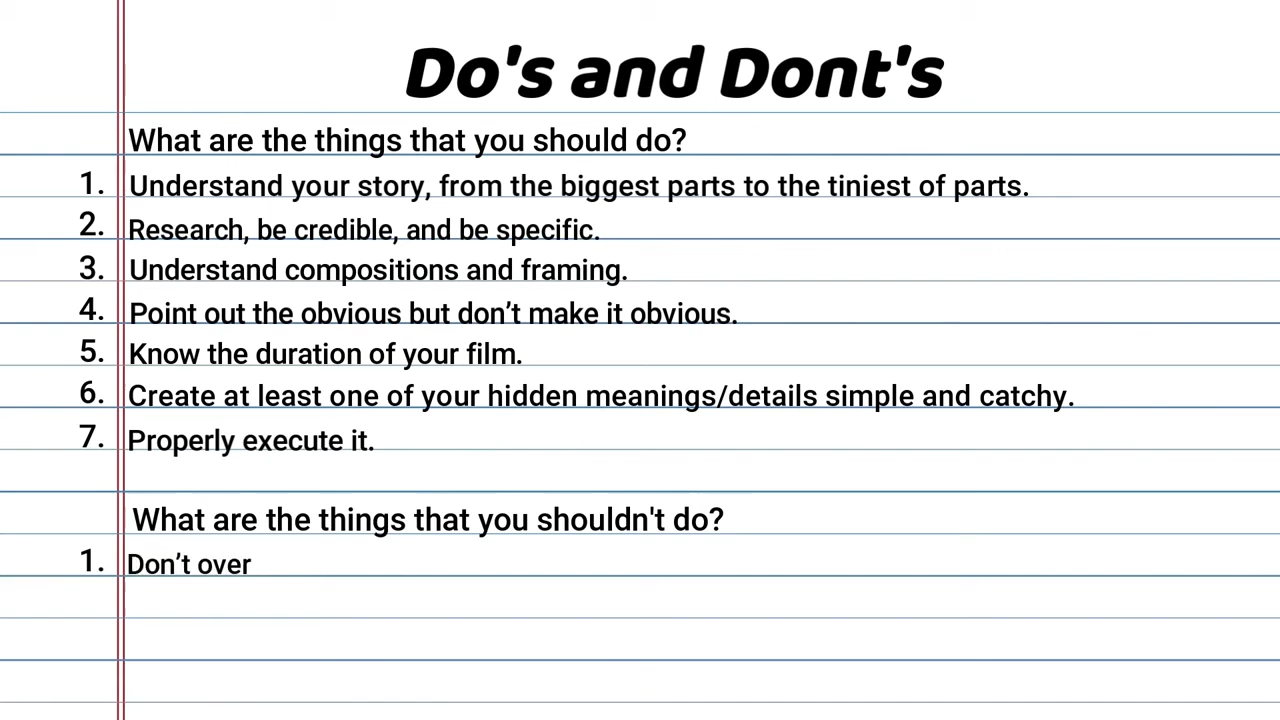 Do's and Dont's
What are the things that you should do?
1. Understand your story, from the biggest parts to the tiniest of parts.
2. Research, be credible, and be specific.
3. Understand compositions and framing.
4. Point out the obvious but don’t make it obvious.
5. Know the duration of your film.
6. Create at least one of your hidden meanings/details simple and catchy.
7. Properly execute it.
What are the things that you shouldn't do?
1. Don’t over